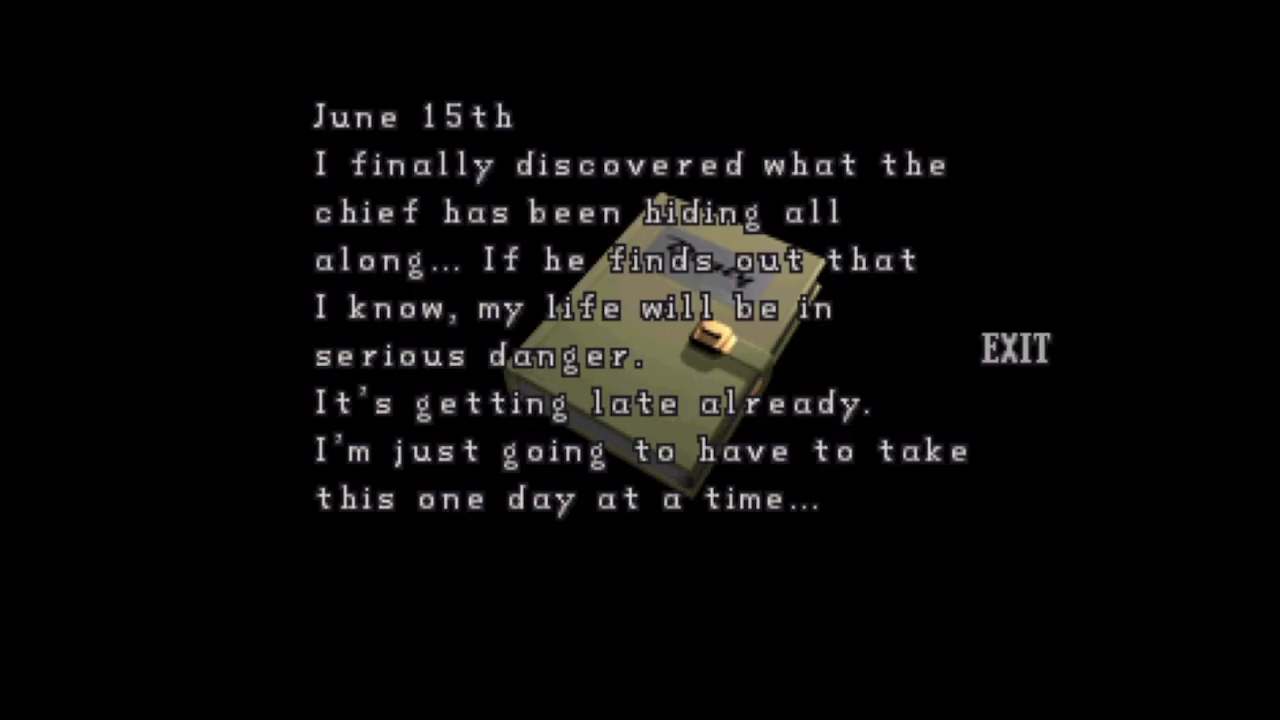 June 15th
I finally discovered what the
chief has been hiding all
along... If he finds out that
I know, my life will be in
serious danger.
It's getting late already.
I'm just going to have to take
this one day at a time...
EXIT